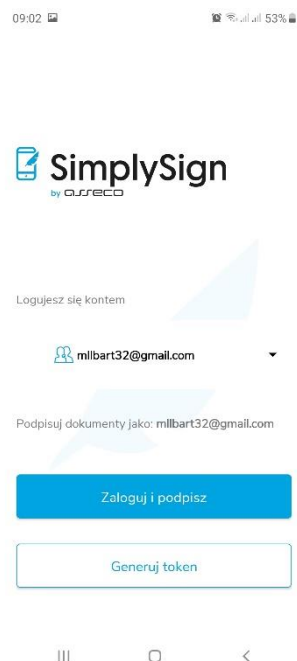 09:02
53%
SimplySign
by asseco
Logujesz się kontem
mllbart32@gmail.com
Podpisuj dokumenty jako: mllbart32@gmail.com
Zaloguj i podpisz
Generuj token